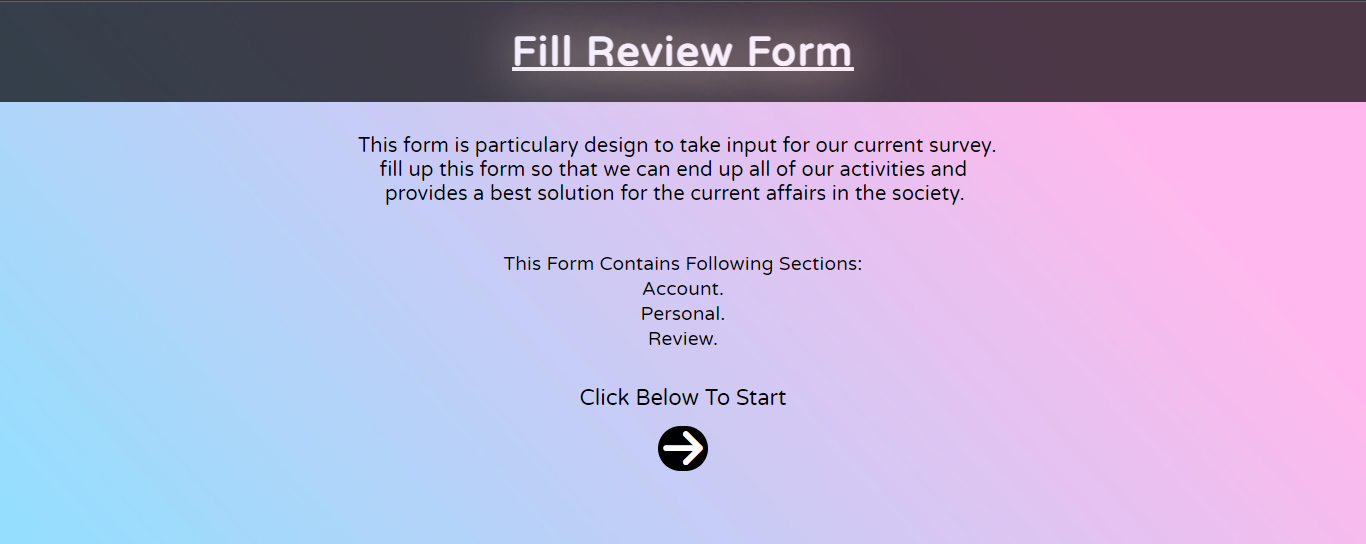 Fill Review Form
This form is particulary design to take input for our current survey.
fill up this form so that we can end up all of our activities and
provides a best solution for the current affairs in the society.
This Form Contains Following Sections:
Account.
Personal.
Review.
Click Below To Start